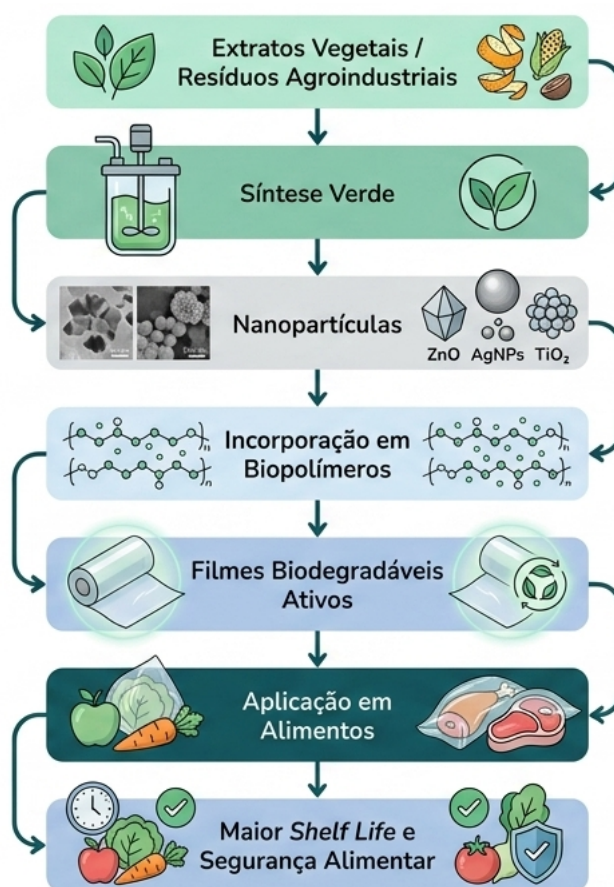 Extratos Vegetais /
Resíduos Agroindustriais
Síntese Verde
Nanopartículas
ZnO AgNPs TiO₂
Incorporação em
Biopolímeros
n
n
n
n
Filmes Biodegradáveis
Ativos
Aplicação em
Alimentos
Maior Shelf Life e
Segurança Alimentar